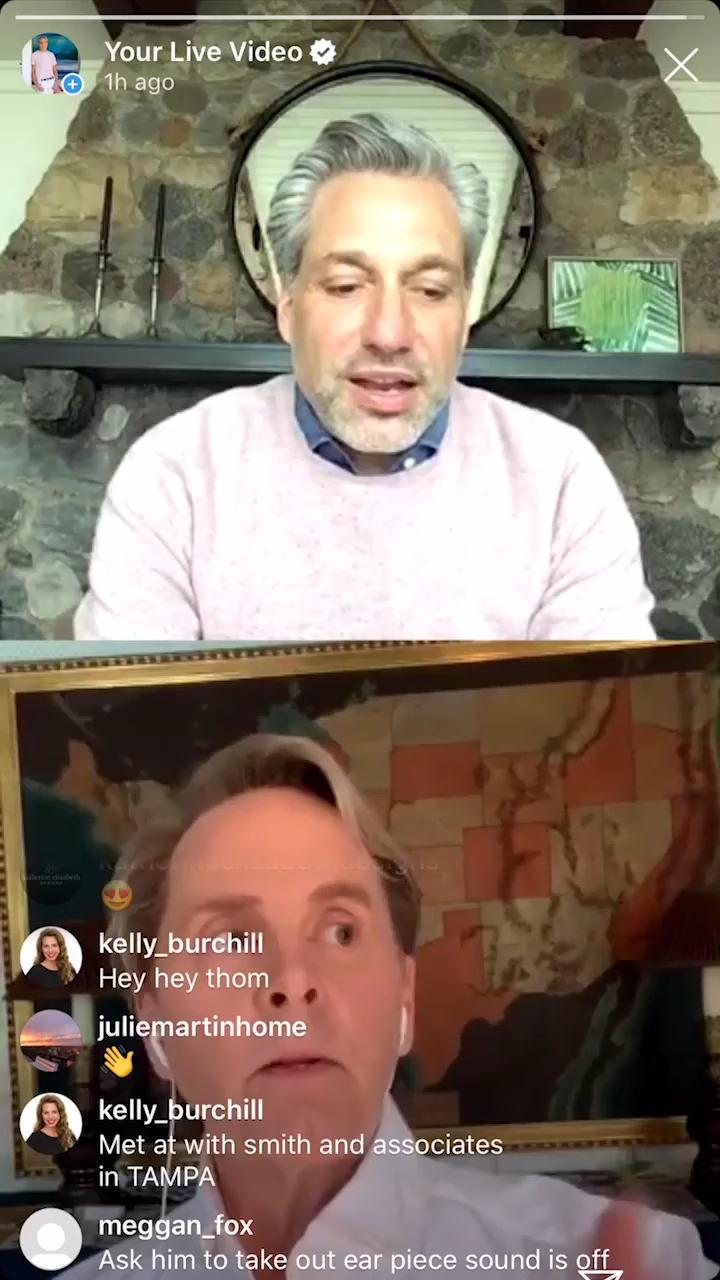 Your Live Video
1h ago
kelly_burchill
Hey hey thom
juliemartinhome
kelly_burchill
Met at with smith and associates
in TAMPA
meggan_fox
Ask him to take out ear piece sound is off